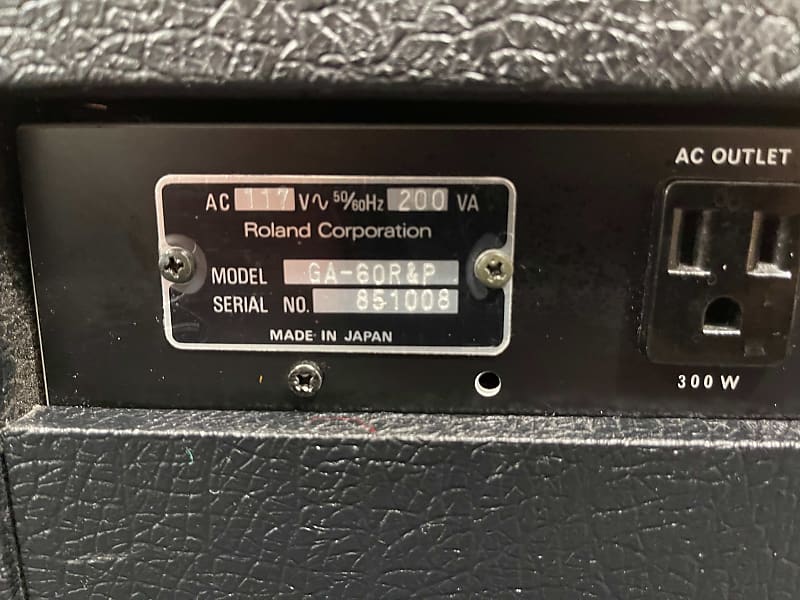 AC 117 V∿ 50/60Hz 200 VA
Roland Corporation
MODEL GA-60R&P
SERIAL NO. 851008
MADE IN JAPAN
AC OUTLET
300 W